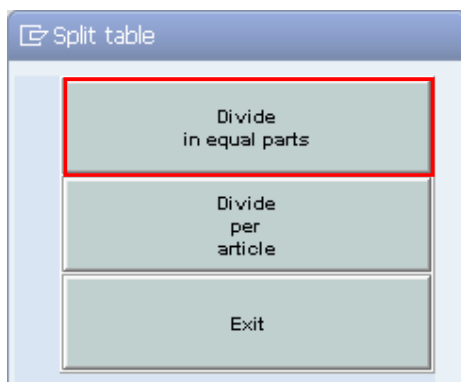 Split table
Divide
in equal parts
Divide
per
article
Exit